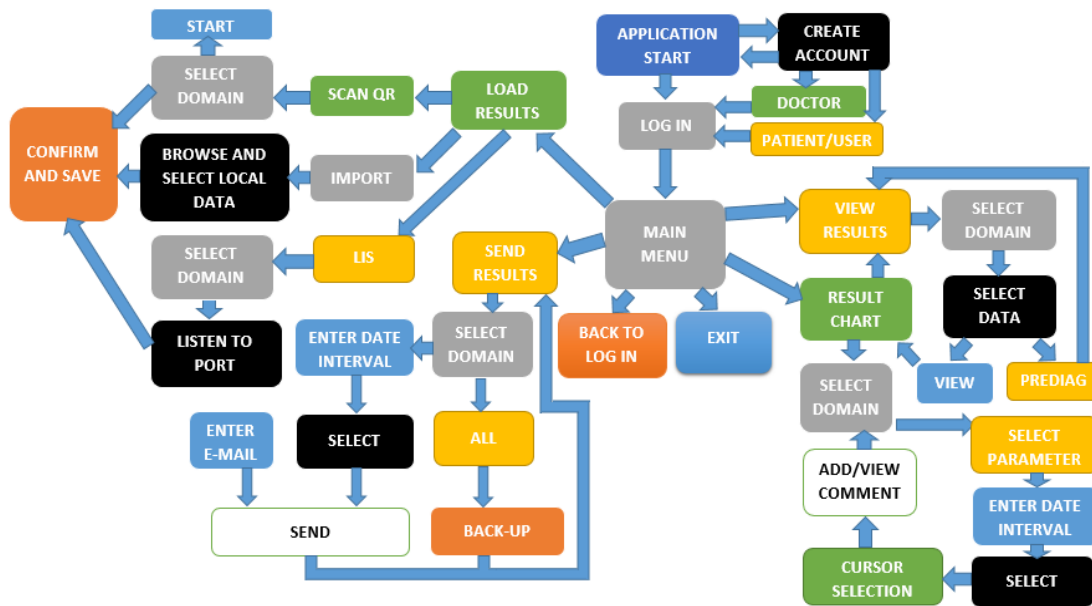 START
APPLICATION
START
CREATE
ACCOUNT
SELECT
DOMAIN
SCAN QR
LOAD
RESULTS
DOCTOR
LOG IN
PATIENT/USER
CONFIRM
AND SAVE
BROWSE AND
SELECT LOCAL
DATA
IMPORT
MAIN
MENU
VIEW
RESULTS
SELECT
DOMAIN
SELECT
DOMAIN
LIS
SEND
RESULTS
RESULT
CHART
SELECT
DATA
LISTEN TO
PORT
ENTER DATE
INTERVAL
SELECT
DOMAIN
BACK TO
LOG IN
EXIT
VIEW
PREDIAG
SELECT
DOMAIN
ENTER
E-MAIL
SELECT
ALL
SELECT
PARAMETER
ADD/VIEW
COMMENT
ENTER DATE
INTERVAL
SEND
BACK-UP
CURSOR
SELECTION
SELECT